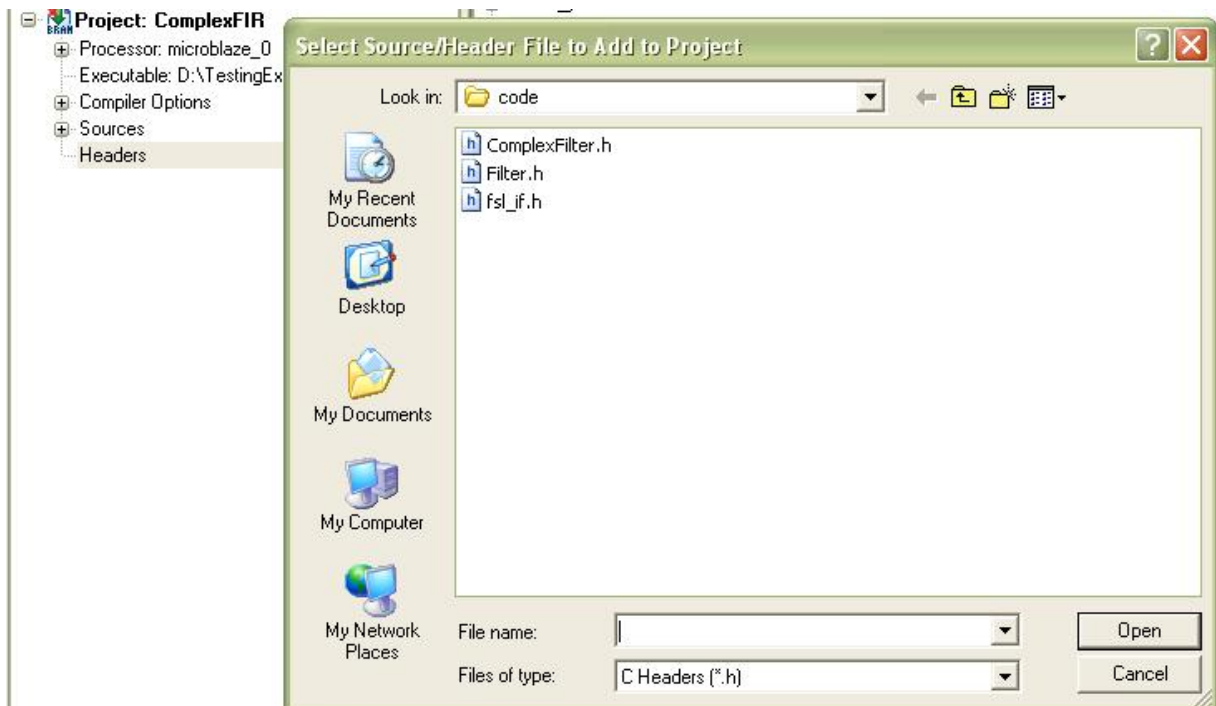 Project: ComplexFIR
BRAM
Processor: microblaze_0
Executable: D:\TestingEx
Compiler Options
Sources
Headers
Select Source/Header File to Add to Project
Look in:
code
ComplexFilter.h
Filter.h
fsl_if.h
My Recent
Documents
Desktop
My Documents
My Computer
My Network
Places
File name:
Open
Files of type:
C Headers (*.h)
Cancel